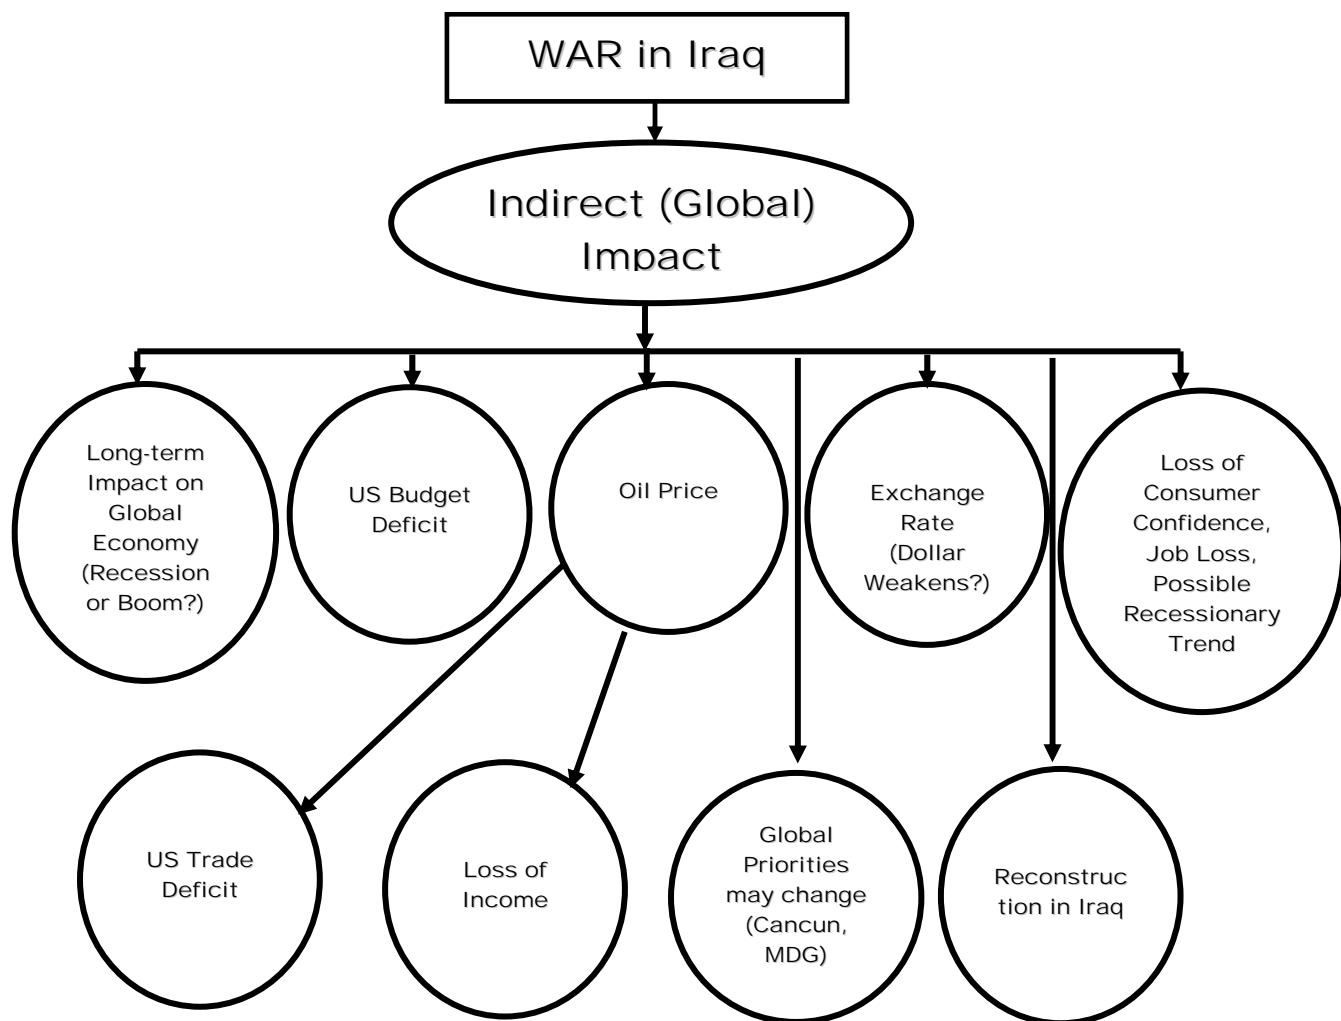 WAR in Iraq
Indirect (Global)
Impact
Long-term
Impact on
Global
Economy
(Recession
or Boom?)
US Budget
Deficit
Oil Price
Exchange
Rate
(Dollar
Weakens?)
Loss of
Consumer
Confidence,
Job Loss,
Possible
Recessionary
Trend
US Trade
Deficit
Loss of
Income
Global
Priorities
may change
(Cancun,
MDG)
Reconstruc
tion in Iraq